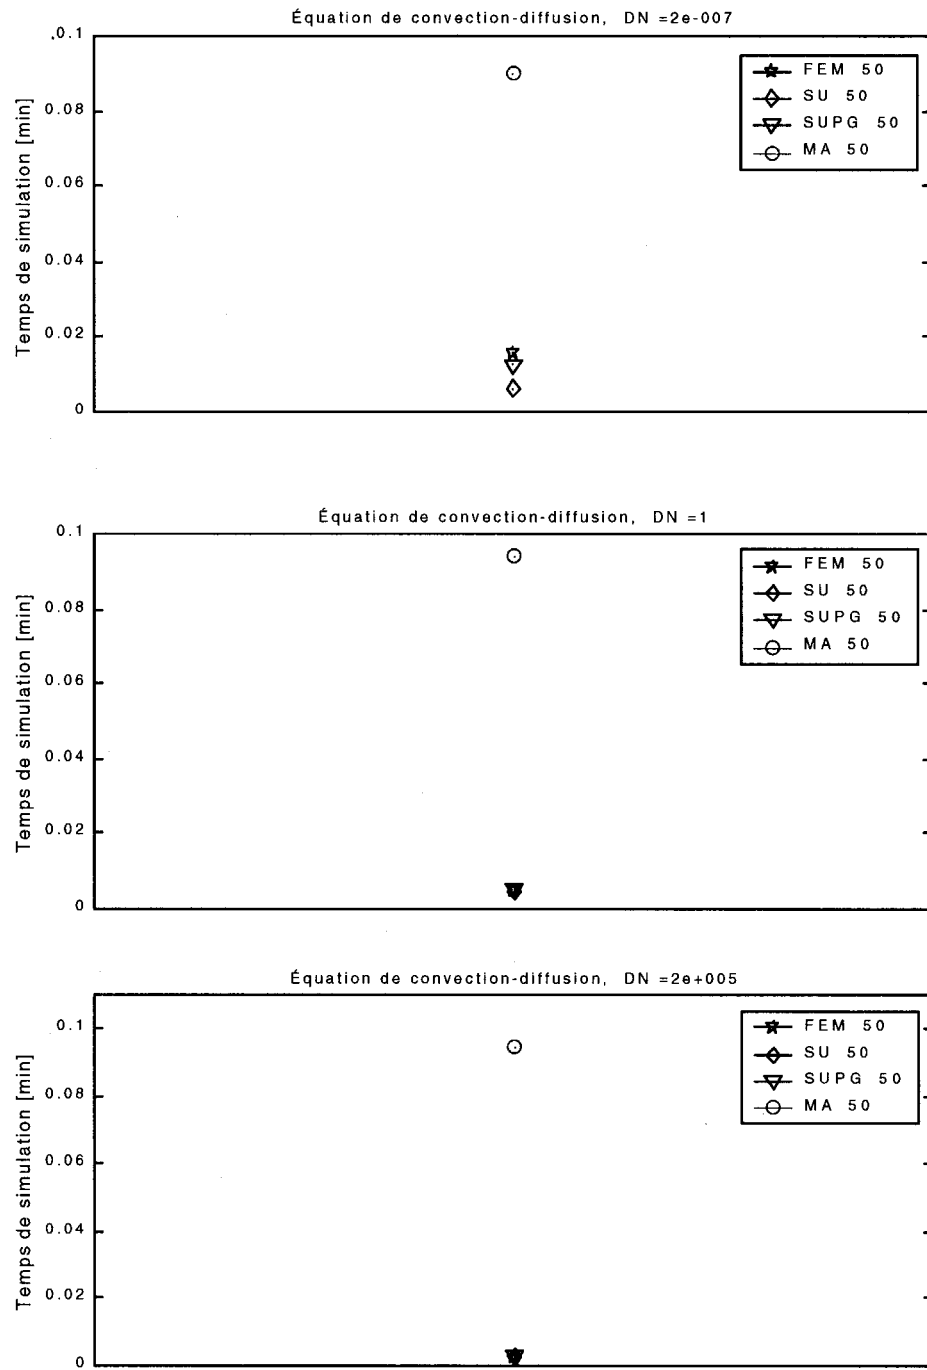 Équation de convection-diffusion, DN =2e-007
Temps de simulation [min]
0.1
0.08
0.06
0.04
0.02
0
FEM 50
SU 50
SUPG 50
MA 50
Équation de convection-diffusion, DN =1
Temps de simulation [min]
0.1
0.08
0.06
0.04
0.02
0
FEM 50
SU 50
SUPG 50
MA 50
Équation de convection-diffusion, DN =2e+005
Temps de simulation [min]
0.1
0.08
0.06
0.04
0.02
0
FEM 50
SU 50
SUPG 50
MA 50